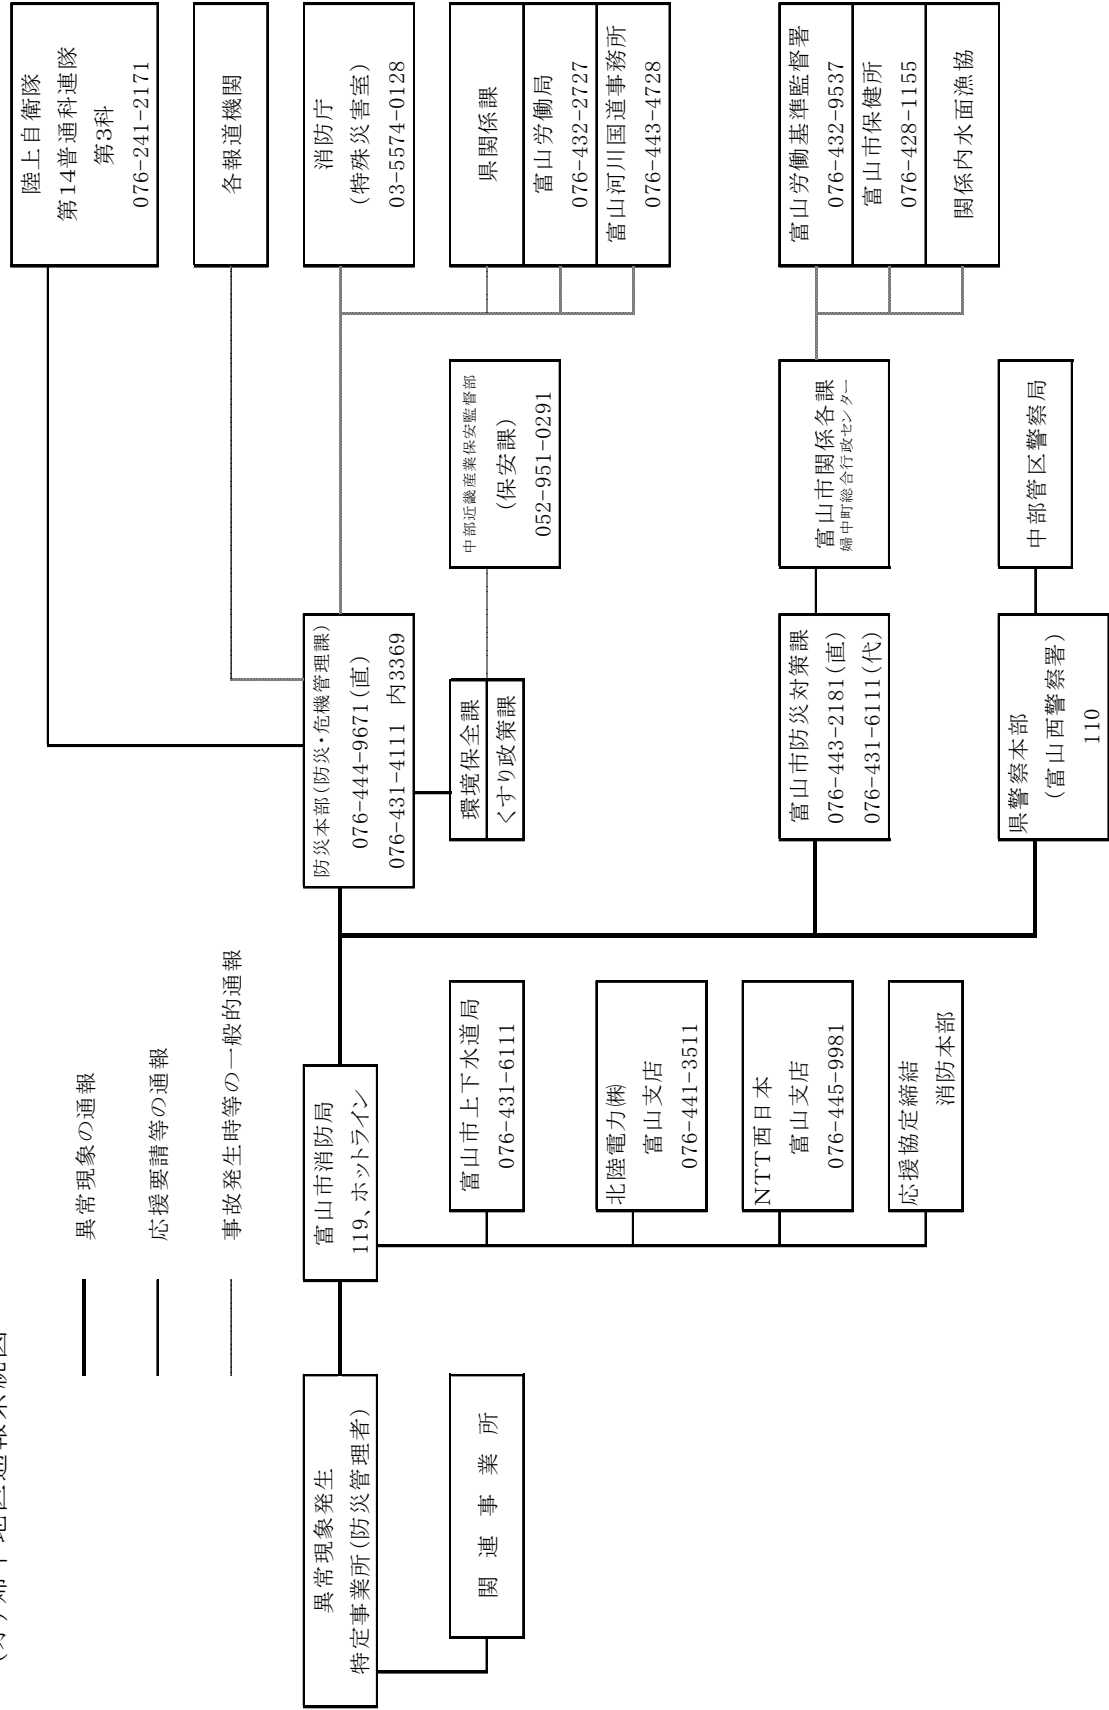 婦中地区通報系統図
異常現象の通報
応援要請等の通報
事故発生時等の一般的通報
異常現象発生
特定事業所(防災管理者)
関連事業所
富山市消防局
119、ホットライン
富山市上下水道局
076-431-6111
北陸電力㈱
富山支店
076-441-3511
NTT西日本
富山支店
076-445-9981
応援協定締結
消防本部
防災本部(防災・危機管理課)
076-444-9671(直)
076-431-4111 内3369
環境保全課
くすり政策課
富山市防災対策課
076-443-2181(直)
076-431-6111(代)
県警察本部
(富山西警察署)
110
中部近畿産業保安監督部
(保安課)
052-951-0291
富山市関係各課
婦中町総合行政センター
中部管区警察局
陸上自衛隊
第14普通科連隊
第3科
076-241-2171
各報道機関
消防庁
(特殊災害室)
03-5574-0128
県関係課
富山労働局
076-432-2727
富山河川国道事務所
076-443-4728
富山労働基準監督署
076-432-9537
富山市保健所
076-428-1155
関係内水面漁協